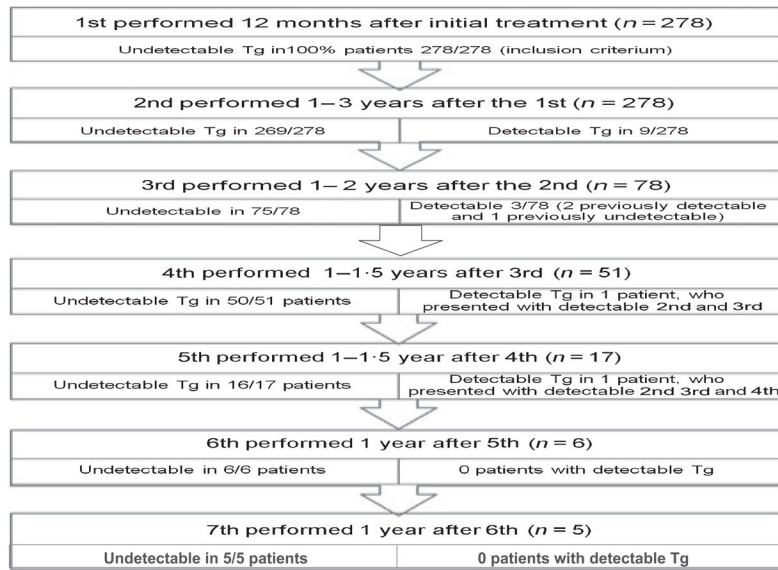 1st performed 12 months after initial treatment (n = 278)
Undetectable Tg in100% patients 278/278 (inclusion criterium)
2nd performed 1–3 years after the 1st (n = 278)
Undetectable Tg in 269/278
Detectable Tg in 9/278
3rd performed 1– 2 years after the 2nd (n = 78)
Undetectable in 75/78
Detectable 3/78 (2 previously detectable
and 1 previously undetectable)
4th performed 1–1·5 years after 3rd (n = 51)
Undetectable Tg in 50/51 patients
Detectable Tg in 1 patient, who
presented with detectable 2nd and 3rd
5th performed 1–1·5 year after 4th (n = 17)
Undetectable Tg in 16/17 patients
Detectable Tg in 1 patient, who
presented with detectable 2nd 3rd and 4th
6th performed 1 year after 5th (n = 6)
Undetectable in 6/6 patients
0 patients with detectable Tg
7th performed 1 year after 6th (n = 5)
Undetectable in 5/5 patients
0 patients with detectable Tg